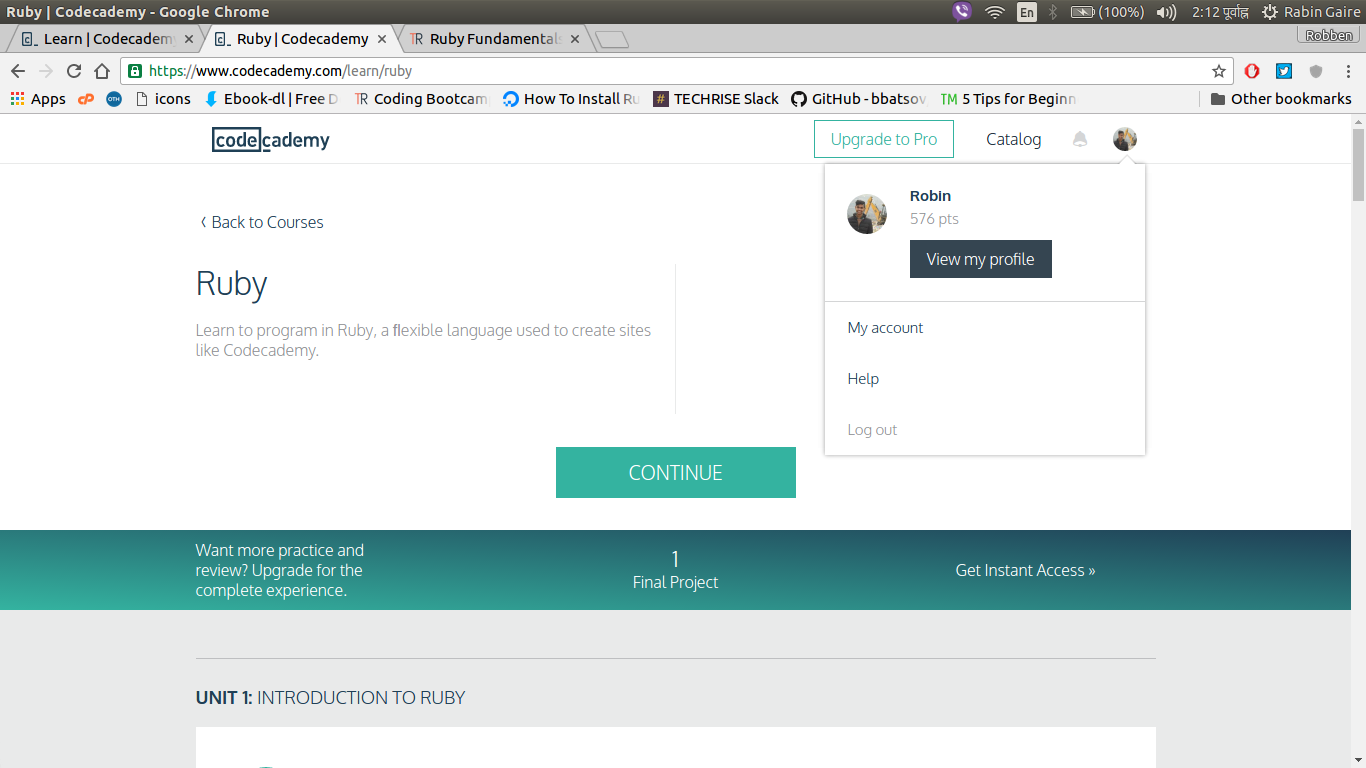 Ruby | Codecademy - Google Chrome
En
(100%)
2:12 पूर्वाह्न
Rabin Gaire
Learn | Codecademy
Ruby | Codecademy
TR Ruby Fundamentals
Robben
https://www.codecademy.com/learn/ruby
Apps
OTH
icons
Ebook-dl | Free D
TR Coding Bootcamp
How To Install Ru
# TECHRISE Slack
GitHub - bbatsov
TM 5 Tips for Beginn
Other bookmarks
codecademy
Upgrade to Pro
Catalog
Robin
576 pts
View my profile
My account
Help
Log out
‹ Back to Courses
Ruby
Learn to program in Ruby, a flexible language used to create sites
like Codecademy.
CONTINUE
Want more practice and
review? Upgrade for the
complete experience.
1
Final Project
Get Instant Access »
UNIT 1: INTRODUCTION TO RUBY